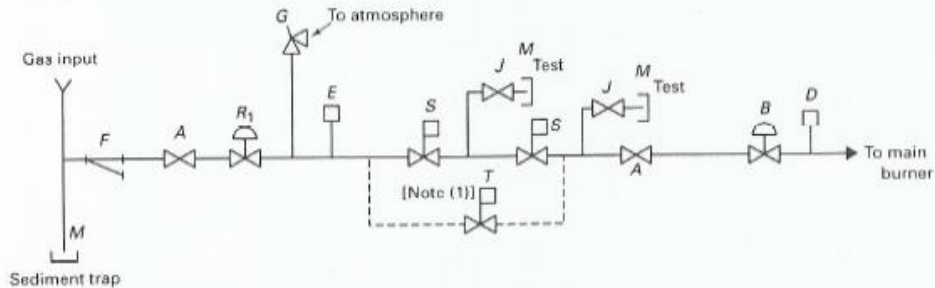 G
To atmosphere
Gas input
M
J
Test
M
J
Test
E
S
S
B
D
F
A
R1
To main
burner
A
T
[Note (1)]
M
Sediment trap